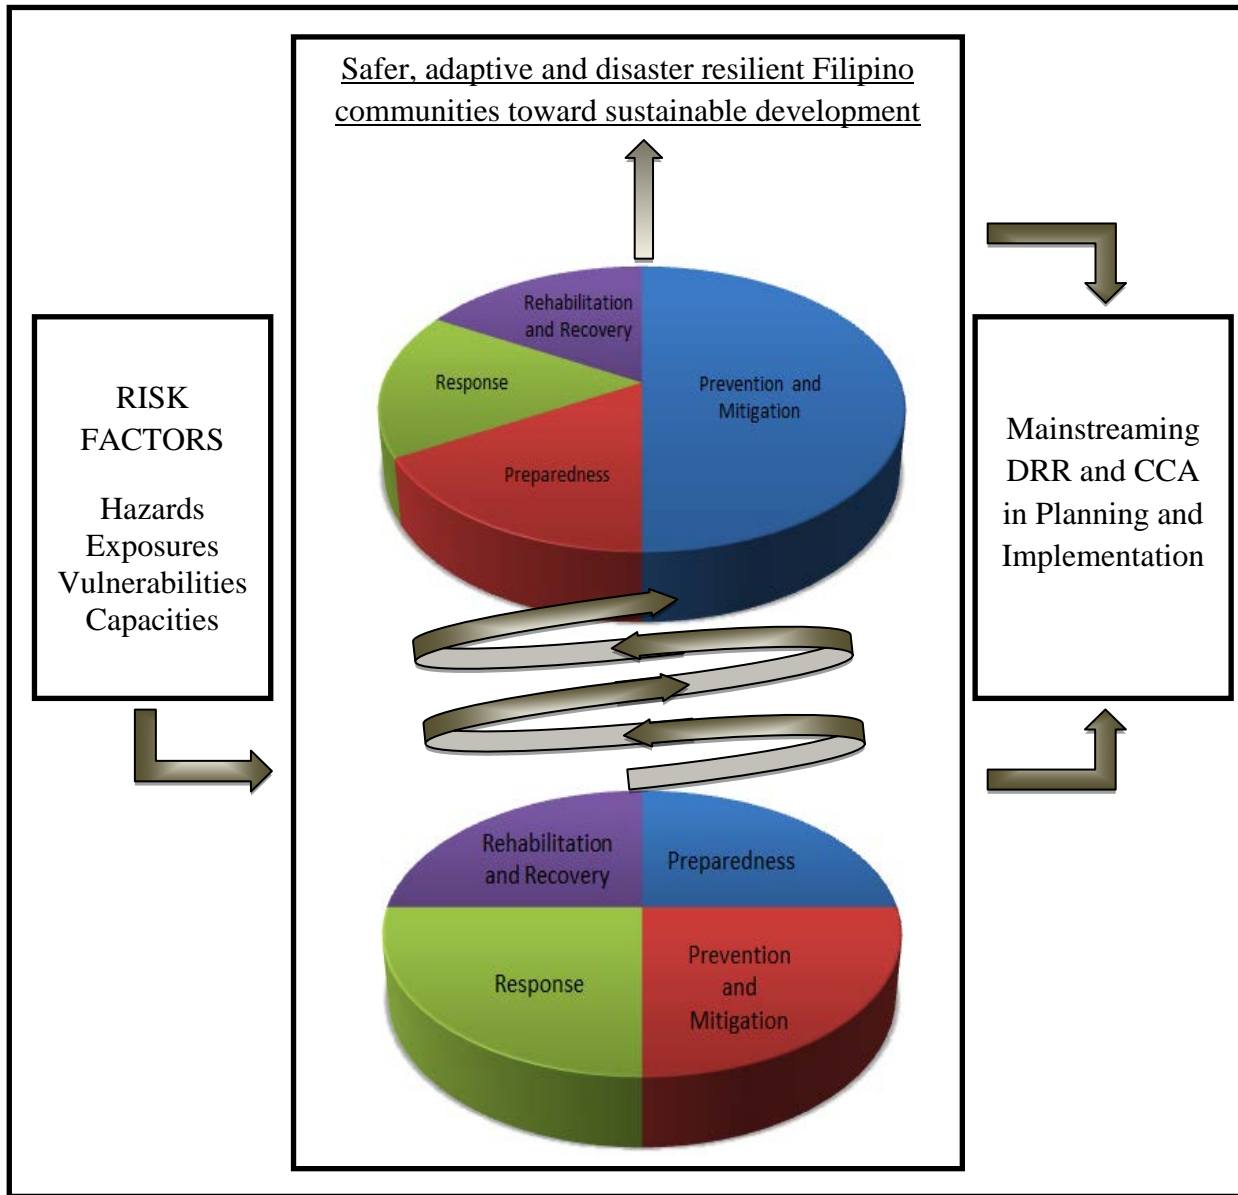 Safer, adaptive and disaster resilient Filipino
communities toward sustainable development
RISK
FACTORS
Hazards
Exposures
Vulnerabilities
Capacities
Rehabilitation
and Recovery
Prevention and
Mitigation
Response
Preparedness
Mainstreaming
DRR and CCA
in Planning and
Implementation
Rehabilitation
and Recovery
Preparedness
Response
Prevention
and
Mitigation